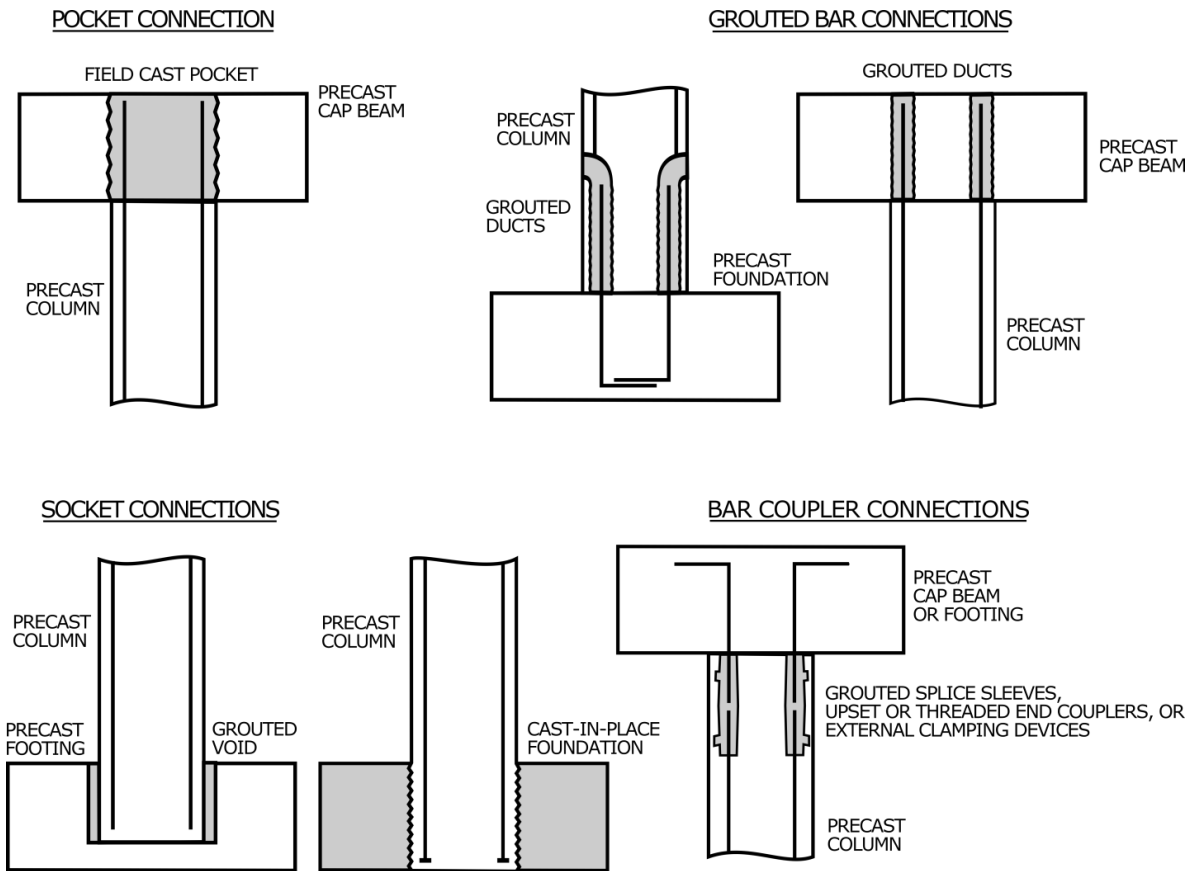 POCKET CONNECTION
FIELD CAST POCKET
PRECAST
CAP BEAM
PRECAST
COLUMN
GROUTED BAR CONNECTIONS
PRECAST
COLUMN
GROUTED
DUCTS
PRECAST
FOUNDATION
GROUTED DUCTS
PRECAST
CAP BEAM
PRECAST
COLUMN
SOCKET CONNECTIONS
PRECAST
COLUMN
PRECAST
FOOTING
GROUTED
VOID
PRECAST
COLUMN
CAST-IN-PLACE
FOUNDATION
BAR COUPLER CONNECTIONS
PRECAST
CAP BEAM
OR FOOTING
GROUTED SPLICE SLEEVES,
UPSET OR THREADED END COUPLERS, OR
EXTERNAL CLAMPING DEVICES
PRECAST
COLUMN